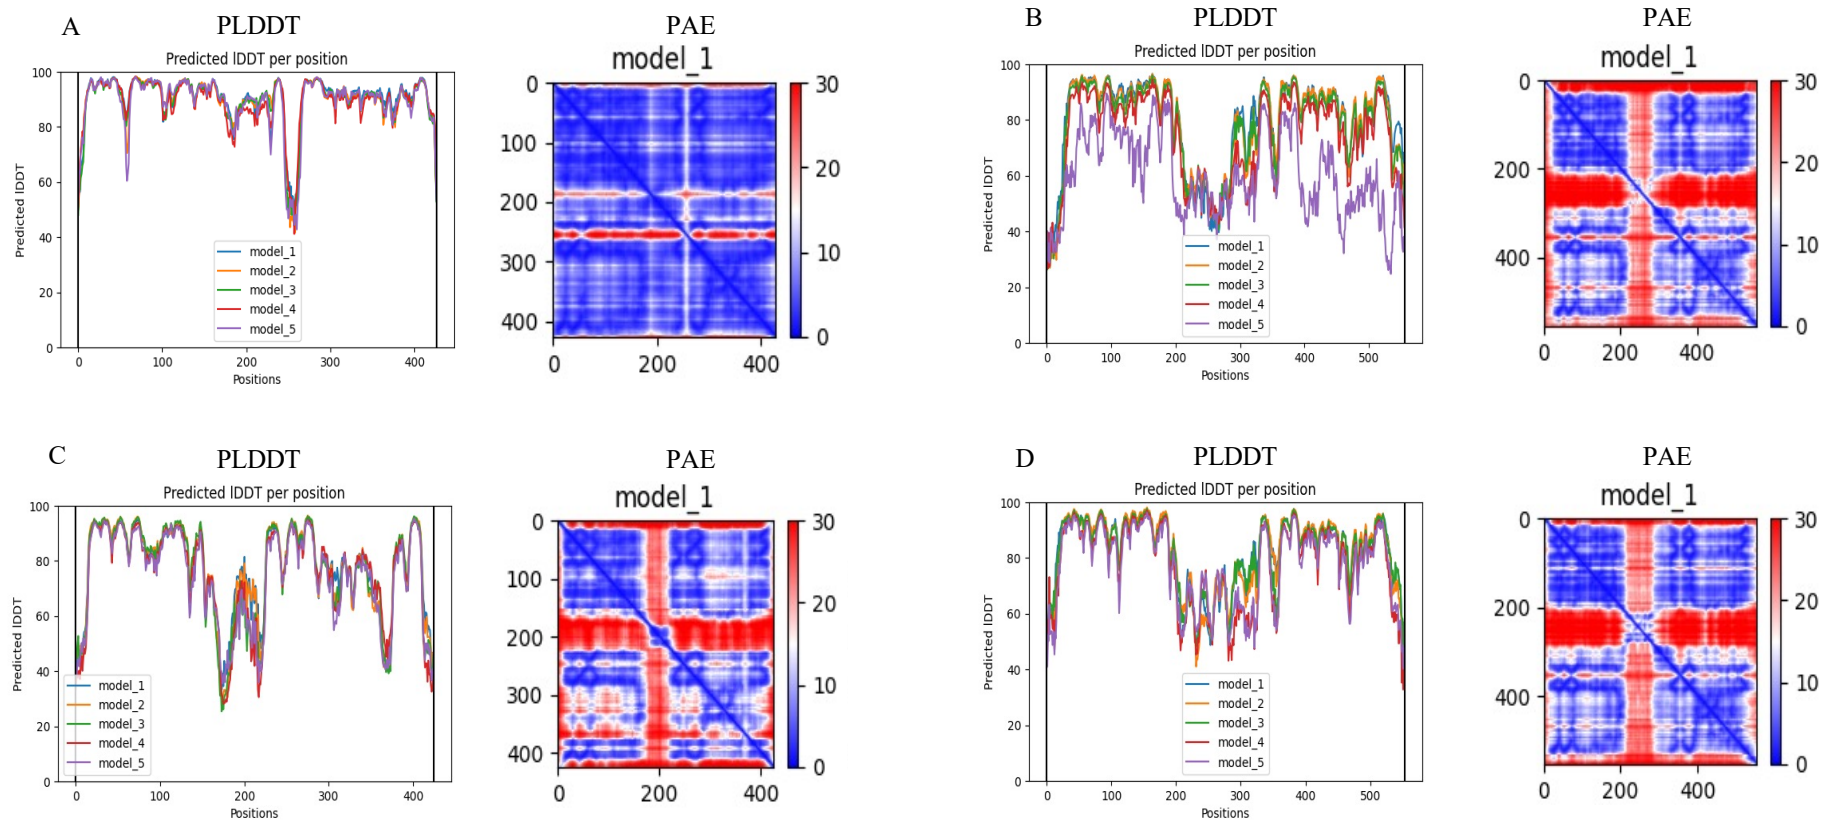 A
PLDDT
PAE
Predicted lDDT per position
model_1
100
80
60
40
20
0
Predicted lDDT
model_1
model_2
model_3
model_4
model_5
0
100
200
300
400
Positions
0
100
200
300
400
0
200
400
30
20
10
0
B
PLDDT
PAE
Predicted lDDT per position
model_1
100
80
60
40
20
0
Predicted lDDT
model_1
model_2
model_3
model_4
model_5
0
100
200
300
400
500
Positions
0
200
400
0
200
400
30
20
10
0
C
PLDDT
PAE
Predicted lDDT per position
model_1
100
80
60
40
20
0
Predicted lDDT
model_1
model_2
model_3
model_4
model_5
0
100
200
300
400
Positions
0
100
200
300
400
0
200
400
30
20
10
0
D
PLDDT
PAE
Predicted lDDT per position
model_1
100
80
60
40
20
0
Predicted lDDT
model_1
model_2
model_3
model_4
model_5
0
100
200
300
400
500
Positions
0
200
400
0
200
400
30
20
10
0